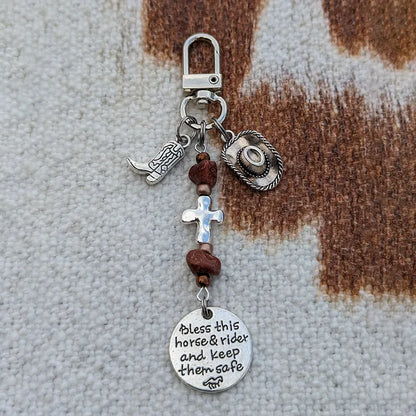 Bless this
horse & rider
and keep
them safe